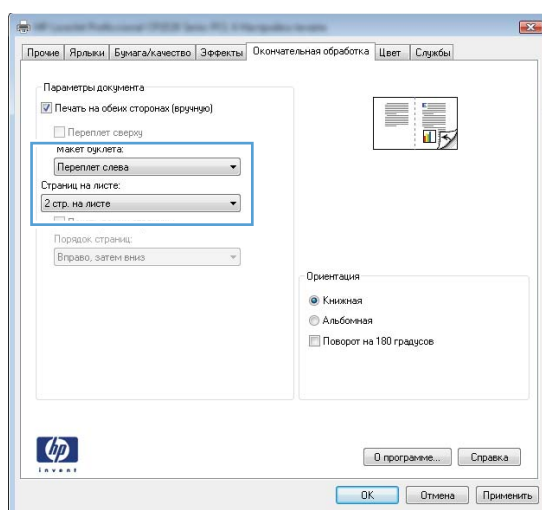 Прочие Ярлыки Бумага/качество Эффекты Окончательная обработка Цвет Службы
Параметры документа
Печать на обеих сторонах (вручную)
Переплет сверху
Макет буклета:
Переплет слева
Страниц на листе:
2 стр. на листе
Порядок страниц:
Вправо, затем вниз
Ориентация
Книжная
Альбомная
Поворот на 180 градусов
hp
invent
О программе... Справка
OK Отмена Применить